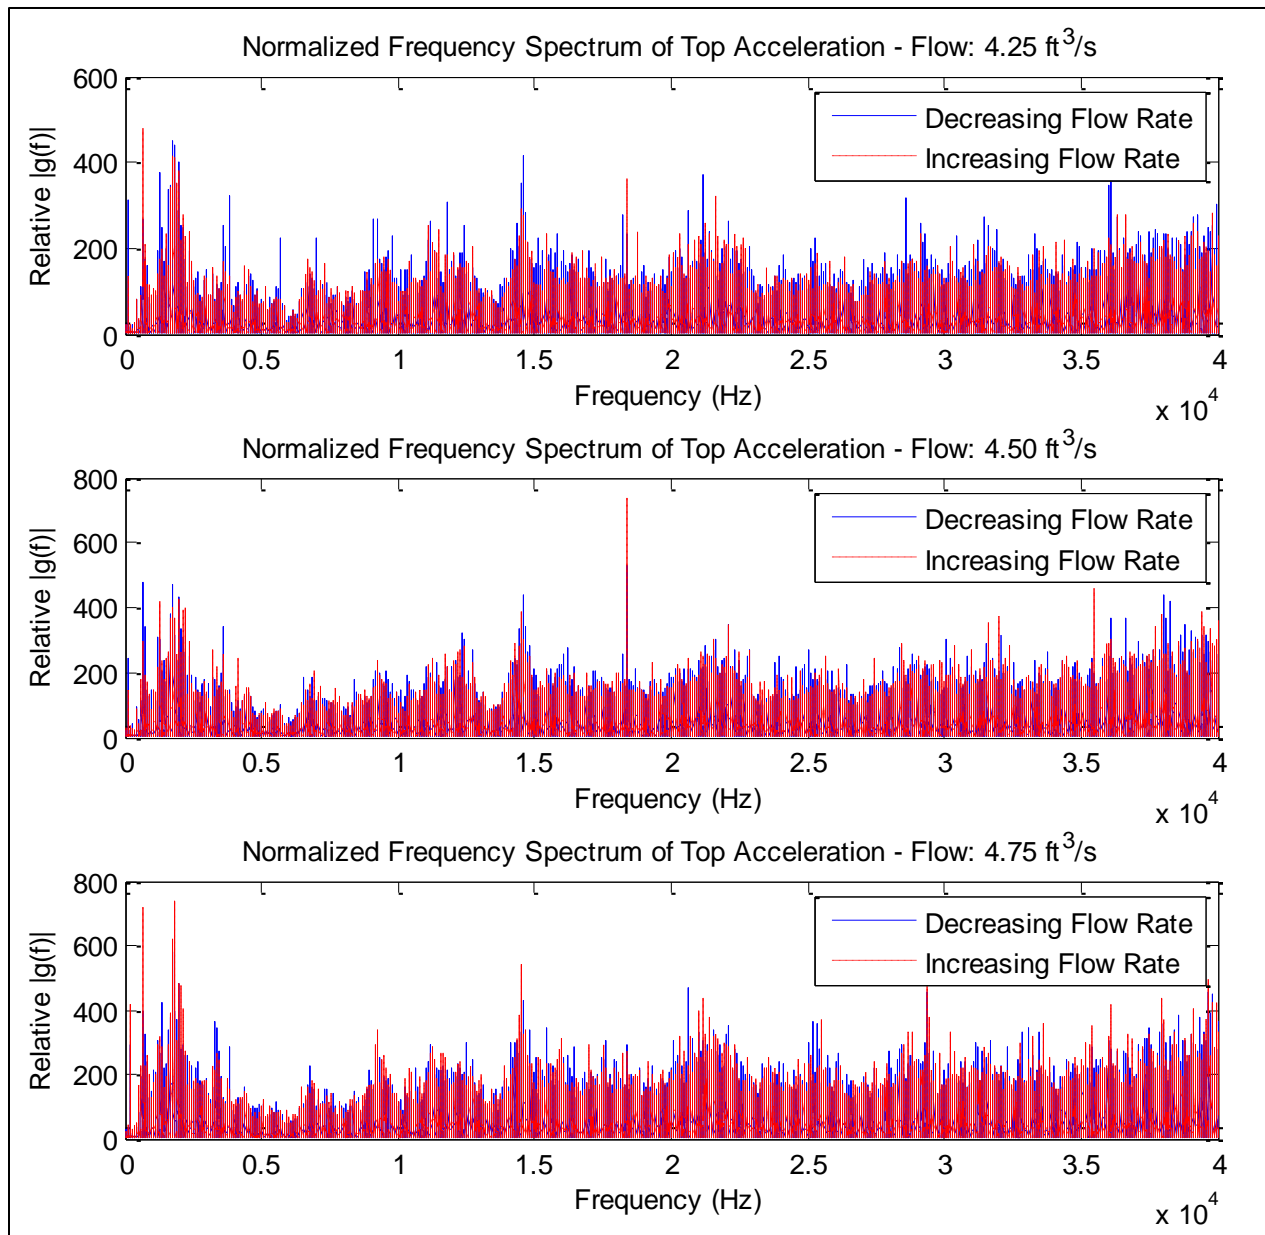 Normalized Frequency Spectrum of Top Acceleration - Flow: 4.25 ft³/s
600
400
200
0
Relative |g(f)|
Decreasing Flow Rate
Increasing Flow Rate
0 0.5 1 1.5 2 2.5 3 3.5 4
Frequency (Hz)
x 10⁴
Normalized Frequency Spectrum of Top Acceleration - Flow: 4.50 ft³/s
800
600
400
200
0
Relative |g(f)|
Decreasing Flow Rate
Increasing Flow Rate
0 0.5 1 1.5 2 2.5 3 3.5 4
Frequency (Hz)
x 10⁴
Normalized Frequency Spectrum of Top Acceleration - Flow: 4.75 ft³/s
800
600
400
200
0
Relative |g(f)|
Decreasing Flow Rate
Increasing Flow Rate
0 0.5 1 1.5 2 2.5 3 3.5 4
Frequency (Hz)
x 10⁴